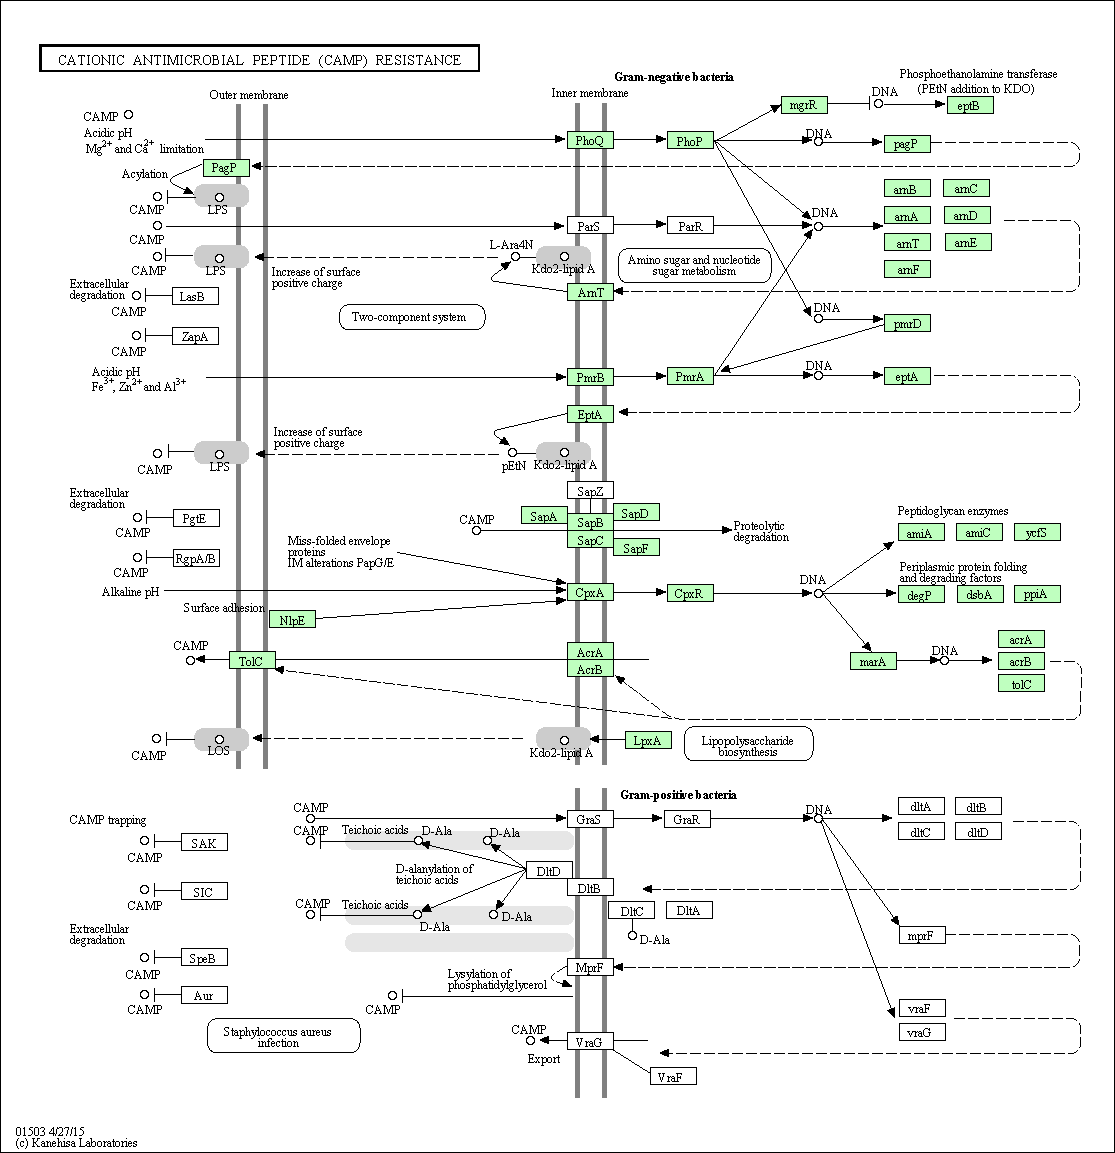 CATIONIC ANTIMICROBIAL PEPTIDE (CAMP) RESISTANCE
Gram-negative bacteria
Outer membrane
Inner membrane
Phosphoethanolamine transferase
(PEtN addition to KDO)
CAMP
mgrR
DNA
eptB
Acidic pH
Mg2+ and Ca2+ limitation
PhoQ
PhoP
DNA
pagP
PagP
Acylation
CAMP
LPS
arnB
arnC
arnA
arnD
arnT
arnE
arnF
CAMP
ParS
ParR
DNA
L-Ara4N
CAMP
LPS
Increase of surface
positive charge
Kdo2-lipid A
Amino sugar and nucleotide
sugar metabolism
ArnT
Extracellular
degradation
CAMP
LasB
Two-component system
DNA
pmrD
CAMP
ZapA
Acidic pH
Fe3+, Zn2+ and Al3+
PmrB
PmrA
DNA
eptA
EptA
Increase of surface
positive charge
CAMP
LPS
pEtN
Kdo2-lipid A
SapZ
Extracellular
degradation
CAMP
PgtE
CAMP
SapA
SapB
SapD
SapC
SapF
Proteolytic
degradation
Peptidoglycan enzymes
amiA
amiC
ycfS
CAMP
RgpA/B
Miss-folded envelope
proteins
IM alterations PapG/E
Periplasmic protein folding
and degrading factors
degP
dsbA
ppiA
Alkaline pH
CpxA
CpxR
DNA
Surface adhesion
NlpE
CAMP
TolC
AcrA
AcrB
marA
DNA
acrA
acrB
tolC
CAMP
LOS
Kdo2-lipid A
LpxA
Lipopolysaccharide
biosynthesis
Gram-positive bacteria
CAMP trapping
CAMP
GraS
GraR
DNA
dltA
dltB
dltC
dltD
CAMP
SAK
CAMP
Teichoic acids
D-Ala
D-Ala
D-alanylation of
teichoic acids
DltD
DltB
CAMP
SIC
CAMP
Teichoic acids
D-Ala
D-Ala
DltC
DltA
D-Ala
mprF
Extracellular
degradation
CAMP
SpeB
Lysylation of
phosphatidylglycerol
MprF
CAMP
Aur
CAMP
vraF
vraG
Staphylococcus aureus
infection
CAMP
Export
VraG
VraF
01503 4/27/15
(c) Kanehisa Laboratories